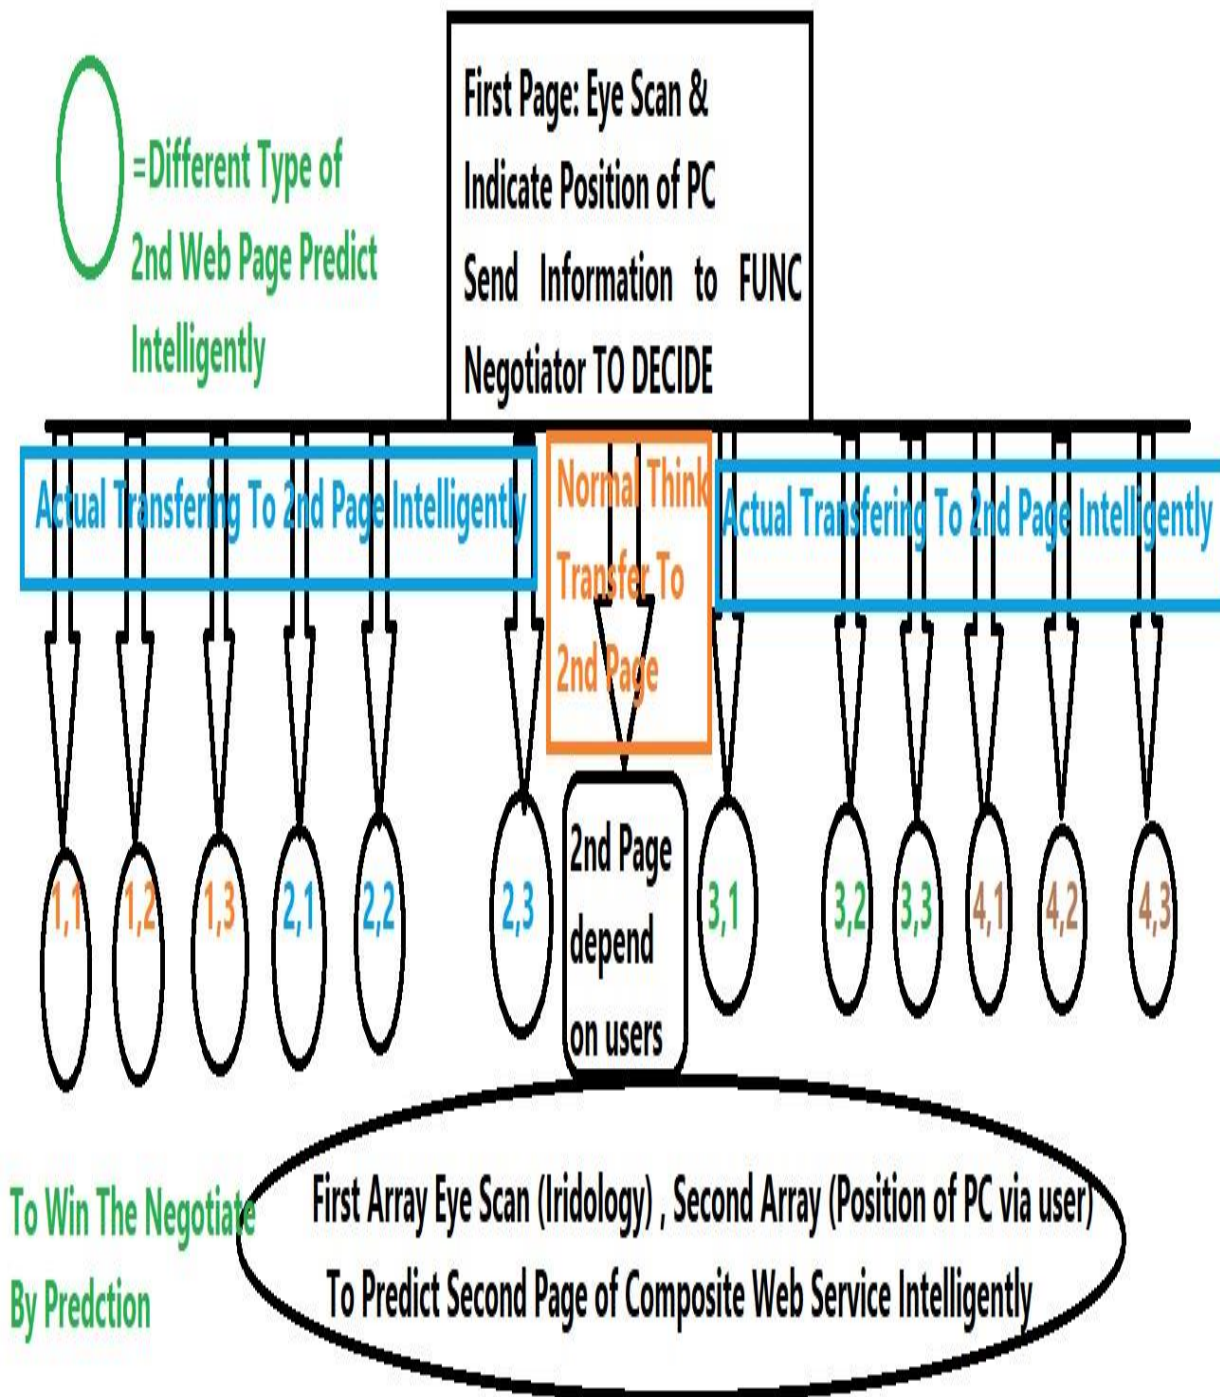 First Page: Eye Scan &
Indicate Position of PC
Send Information to FUNC
Negotiator TO DECIDE
=Different Type of
2nd Web Page Predict
Intelligently
Actual Transfering To 2nd Page Intelligently
Normal Think
Transfer To
2nd Page
Actual Transfering To 2nd Page Intelligently
1,1
1,2
1,3
2,1
2,2
2,3
2nd Page
depend
on users
3,1
3,2
3,3
4,1
4,2
4,3
To Win The Negotiate
By Predction
First Array Eye Scan (Iridology) , Second Array (Position of PC via user)
To Predict Second Page of Composite Web Service Intelligently